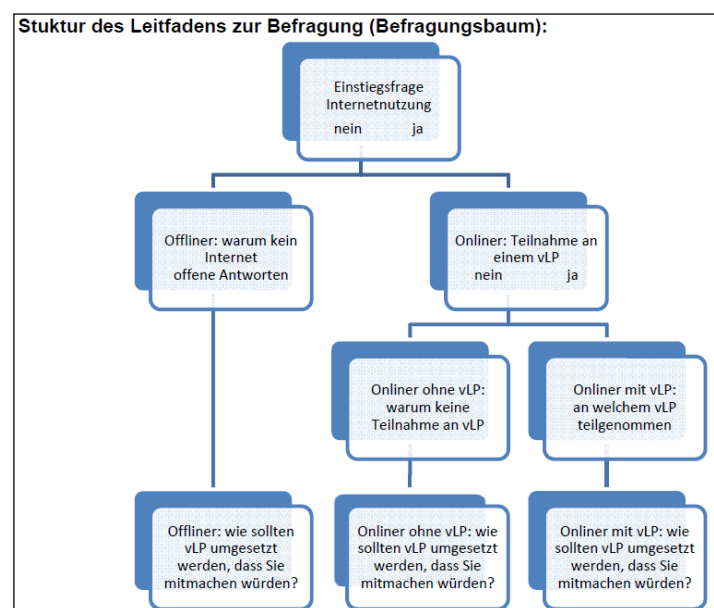 Stuktur des Leitfadens zur Befragung (Befragungsbaum):
Einstiegsfrage
Internetnutzung
nein ja
Offliner: warum kein
Internet
offene Antworten
Onliner: Teilnahme an
einem vLP
nein ja
Onliner ohne vLP:
warum keine
Teilnahme an vLP
Onliner mit vLP:
an welchem vLP
teilgenommen
Offliner: wie sollten
vLP umgesetzt
werden, dass Sie
mitmachen würden?
Onliner ohne vLP: wie
sollten vLP umgesetzt
werden, dass Sie
mitmachen würden?
Onliner mit vLP: wie
sollten vLP umgesetzt
werden, dass Sie
mitmachen würden?